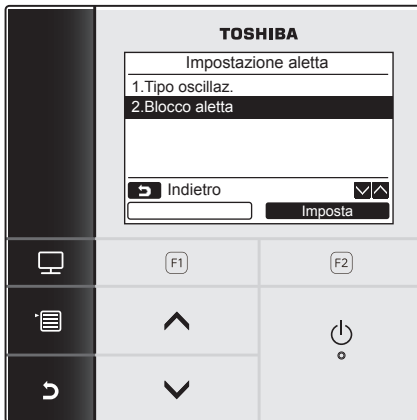 TOSHIBA
Impostazione aletta
1.Tipo oscillaz.
2.Blocco aletta
Indietro
Imposta
F1
F2